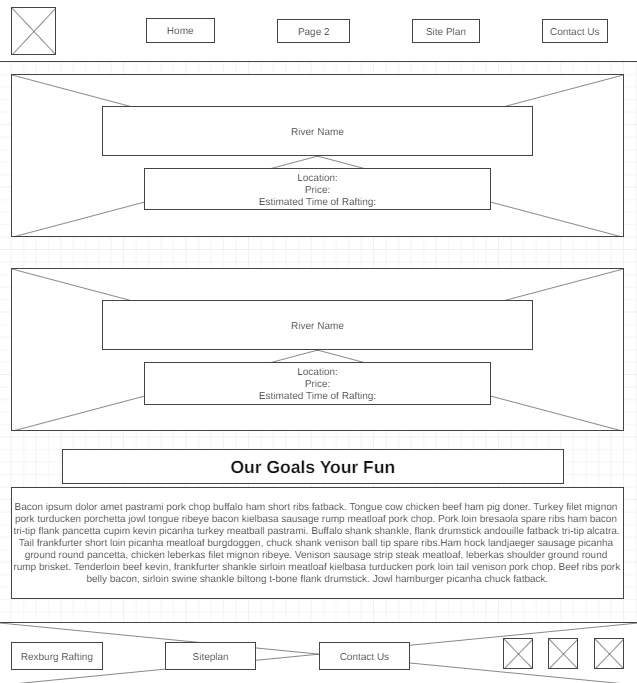 Home
Page 2
Site Plan
Contact Us
River Name
Location:
Price:
Estimated Time of Rafting:
River Name
Location:
Price:
Estimated Time of Rafting:
Our Goals Your Fun
Bacon ipsum dolor amet pastrami pork chop buffalo ham short ribs fatback. Tongue cow chicken beef ham pig doner. Turkey filet mignon
pork turducken porchetta jowl tongue ribeye bacon kielbasa sausage rump meatloaf pork chop. Pork loin bresaola spare ribs ham bacon
tri-tip flank pancetta cupim kevin picanha turkey meatball pastrami. Buffalo shank shankle, flank drumstick andouille fatback tri-tip alcatra.
Tail frankfurter short loin picanha meatloaf burgdoggen, chuck shank venison ball tip spare ribs.Ham hock landjaeger sausage picanha
ground round pancetta, chicken leberkas filet mignon ribeye. Venison sausage strip steak meatloaf, leberkas shoulder ground round
rump brisket. Tenderloin beef kevin, frankfurter shankle sirloin meatloaf kielbasa turducken pork loin tail venison pork chop. Beef ribs pork
belly bacon, sirloin swine shankle biltong t-bone flank drumstick. Jowl hamburger picanha chuck fatback.
Rexburg Rafting
Siteplan
Contact Us